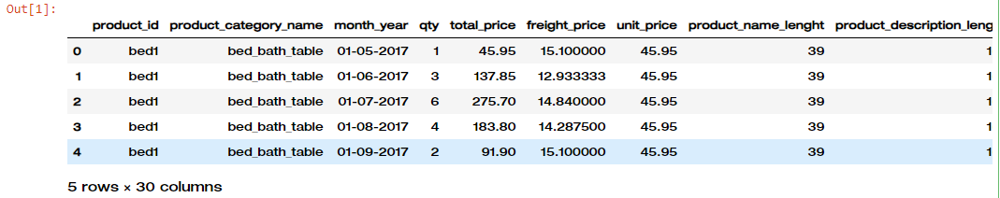 Out[1]:
product_id product_category_name month_year qty total_price freight_price unit_price product_name_lenght product_description_leng
0 bed1 bed_bath_table 01-05-2017 1 45.95 15.100000 45.95 39 1
1 bed1 bed_bath_table 01-06-2017 3 137.85 12.933333 45.95 39 1
2 bed1 bed_bath_table 01-07-2017 6 275.70 14.840000 45.95 39 1
3 bed1 bed_bath_table 01-08-2017 4 183.80 14.287500 45.95 39 1
4 bed1 bed_bath_table 01-09-2017 2 91.90 15.100000 45.95 39 1
5 rows × 30 columns